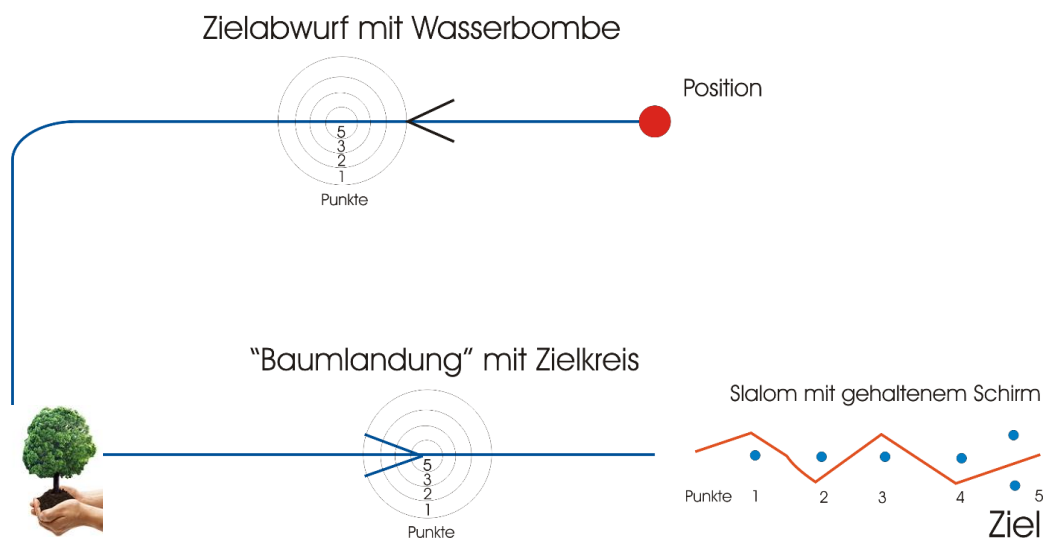 Zielabwurf mit Wasserbombe
Position
5
3
2
1
Punkte
“Baumlandung” mit Zielkreis
5
3
2
1
Punkte
Slalom mit gehaltenem Schirm
Punkte 1 2 3 4 5
Ziel